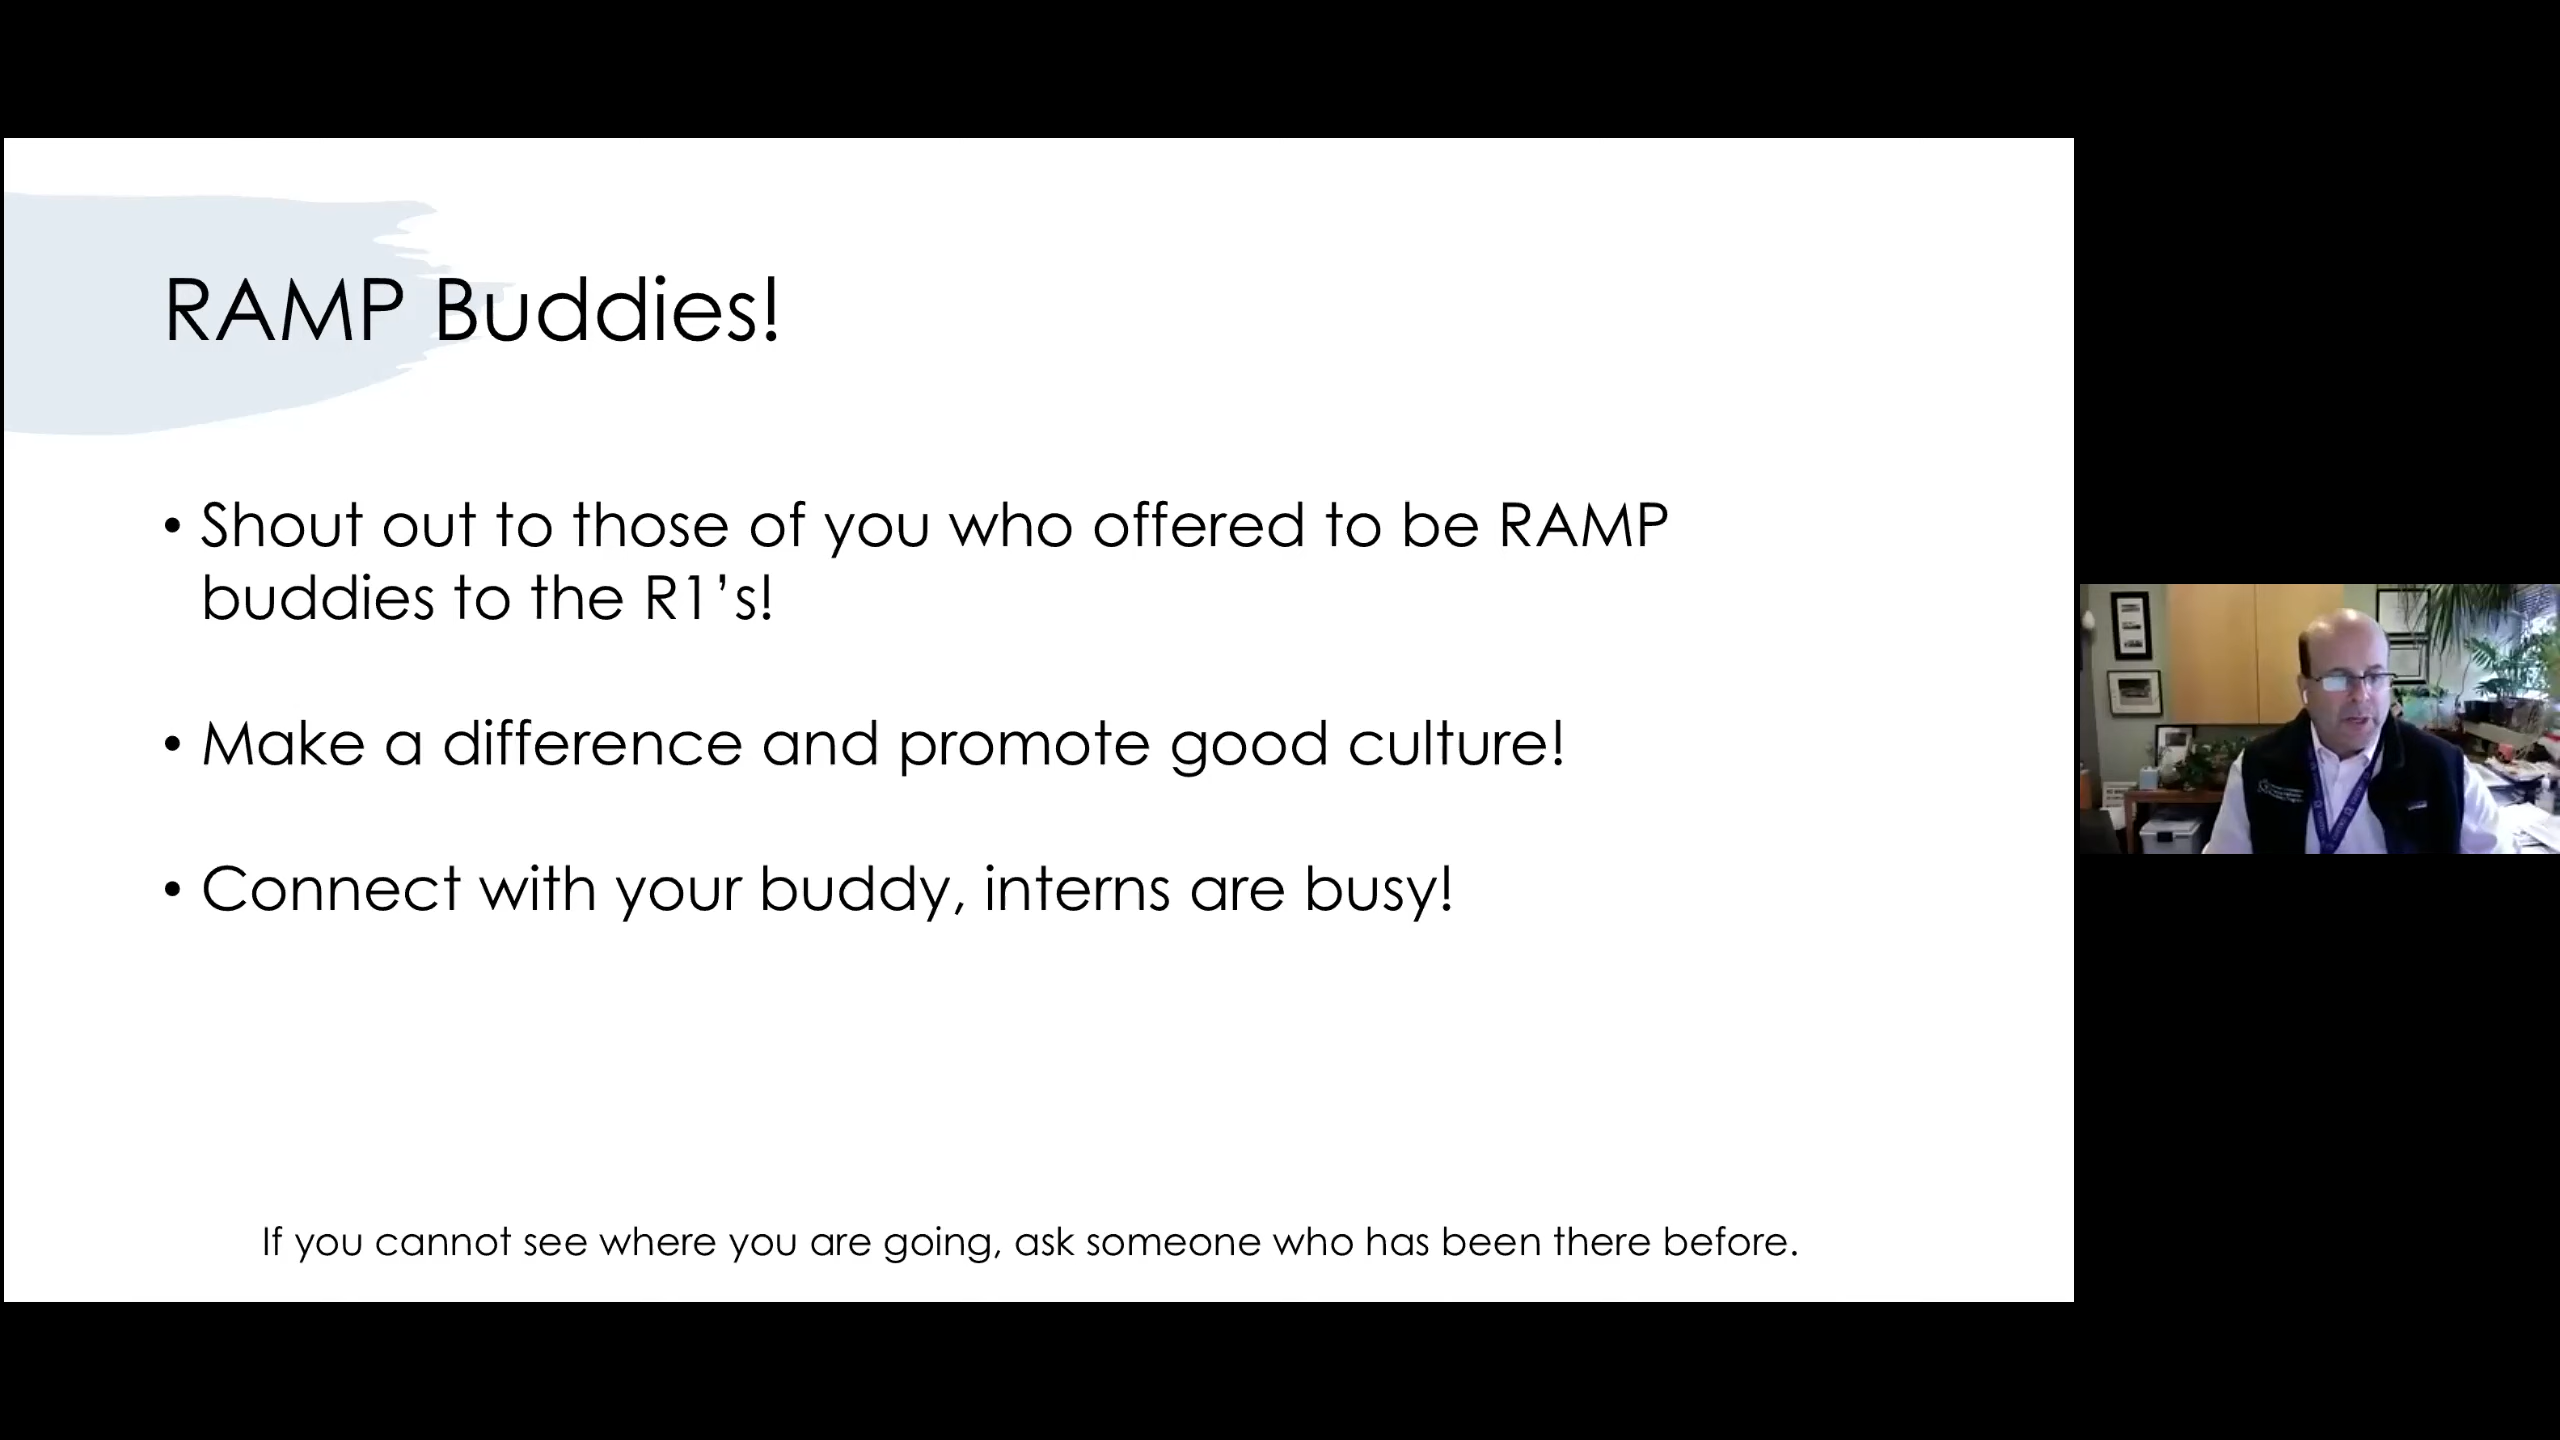 RAMP Buddies!
• Shout out to those of you who offered to be RAMP
buddies to the R1’s!
• Make a difference and promote good culture!
• Connect with your buddy, interns are busy!
If you cannot see where you are going, ask someone who has been there before.